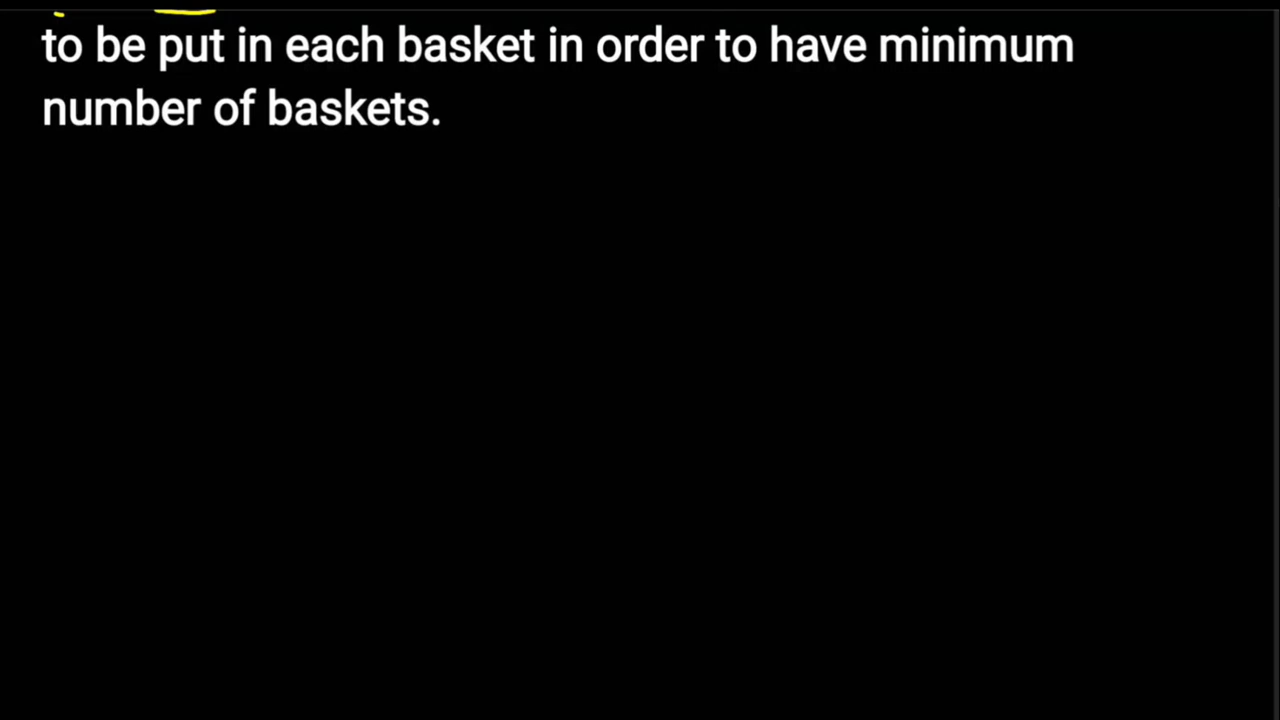 to be put in each basket in order to have minimum
number of baskets.